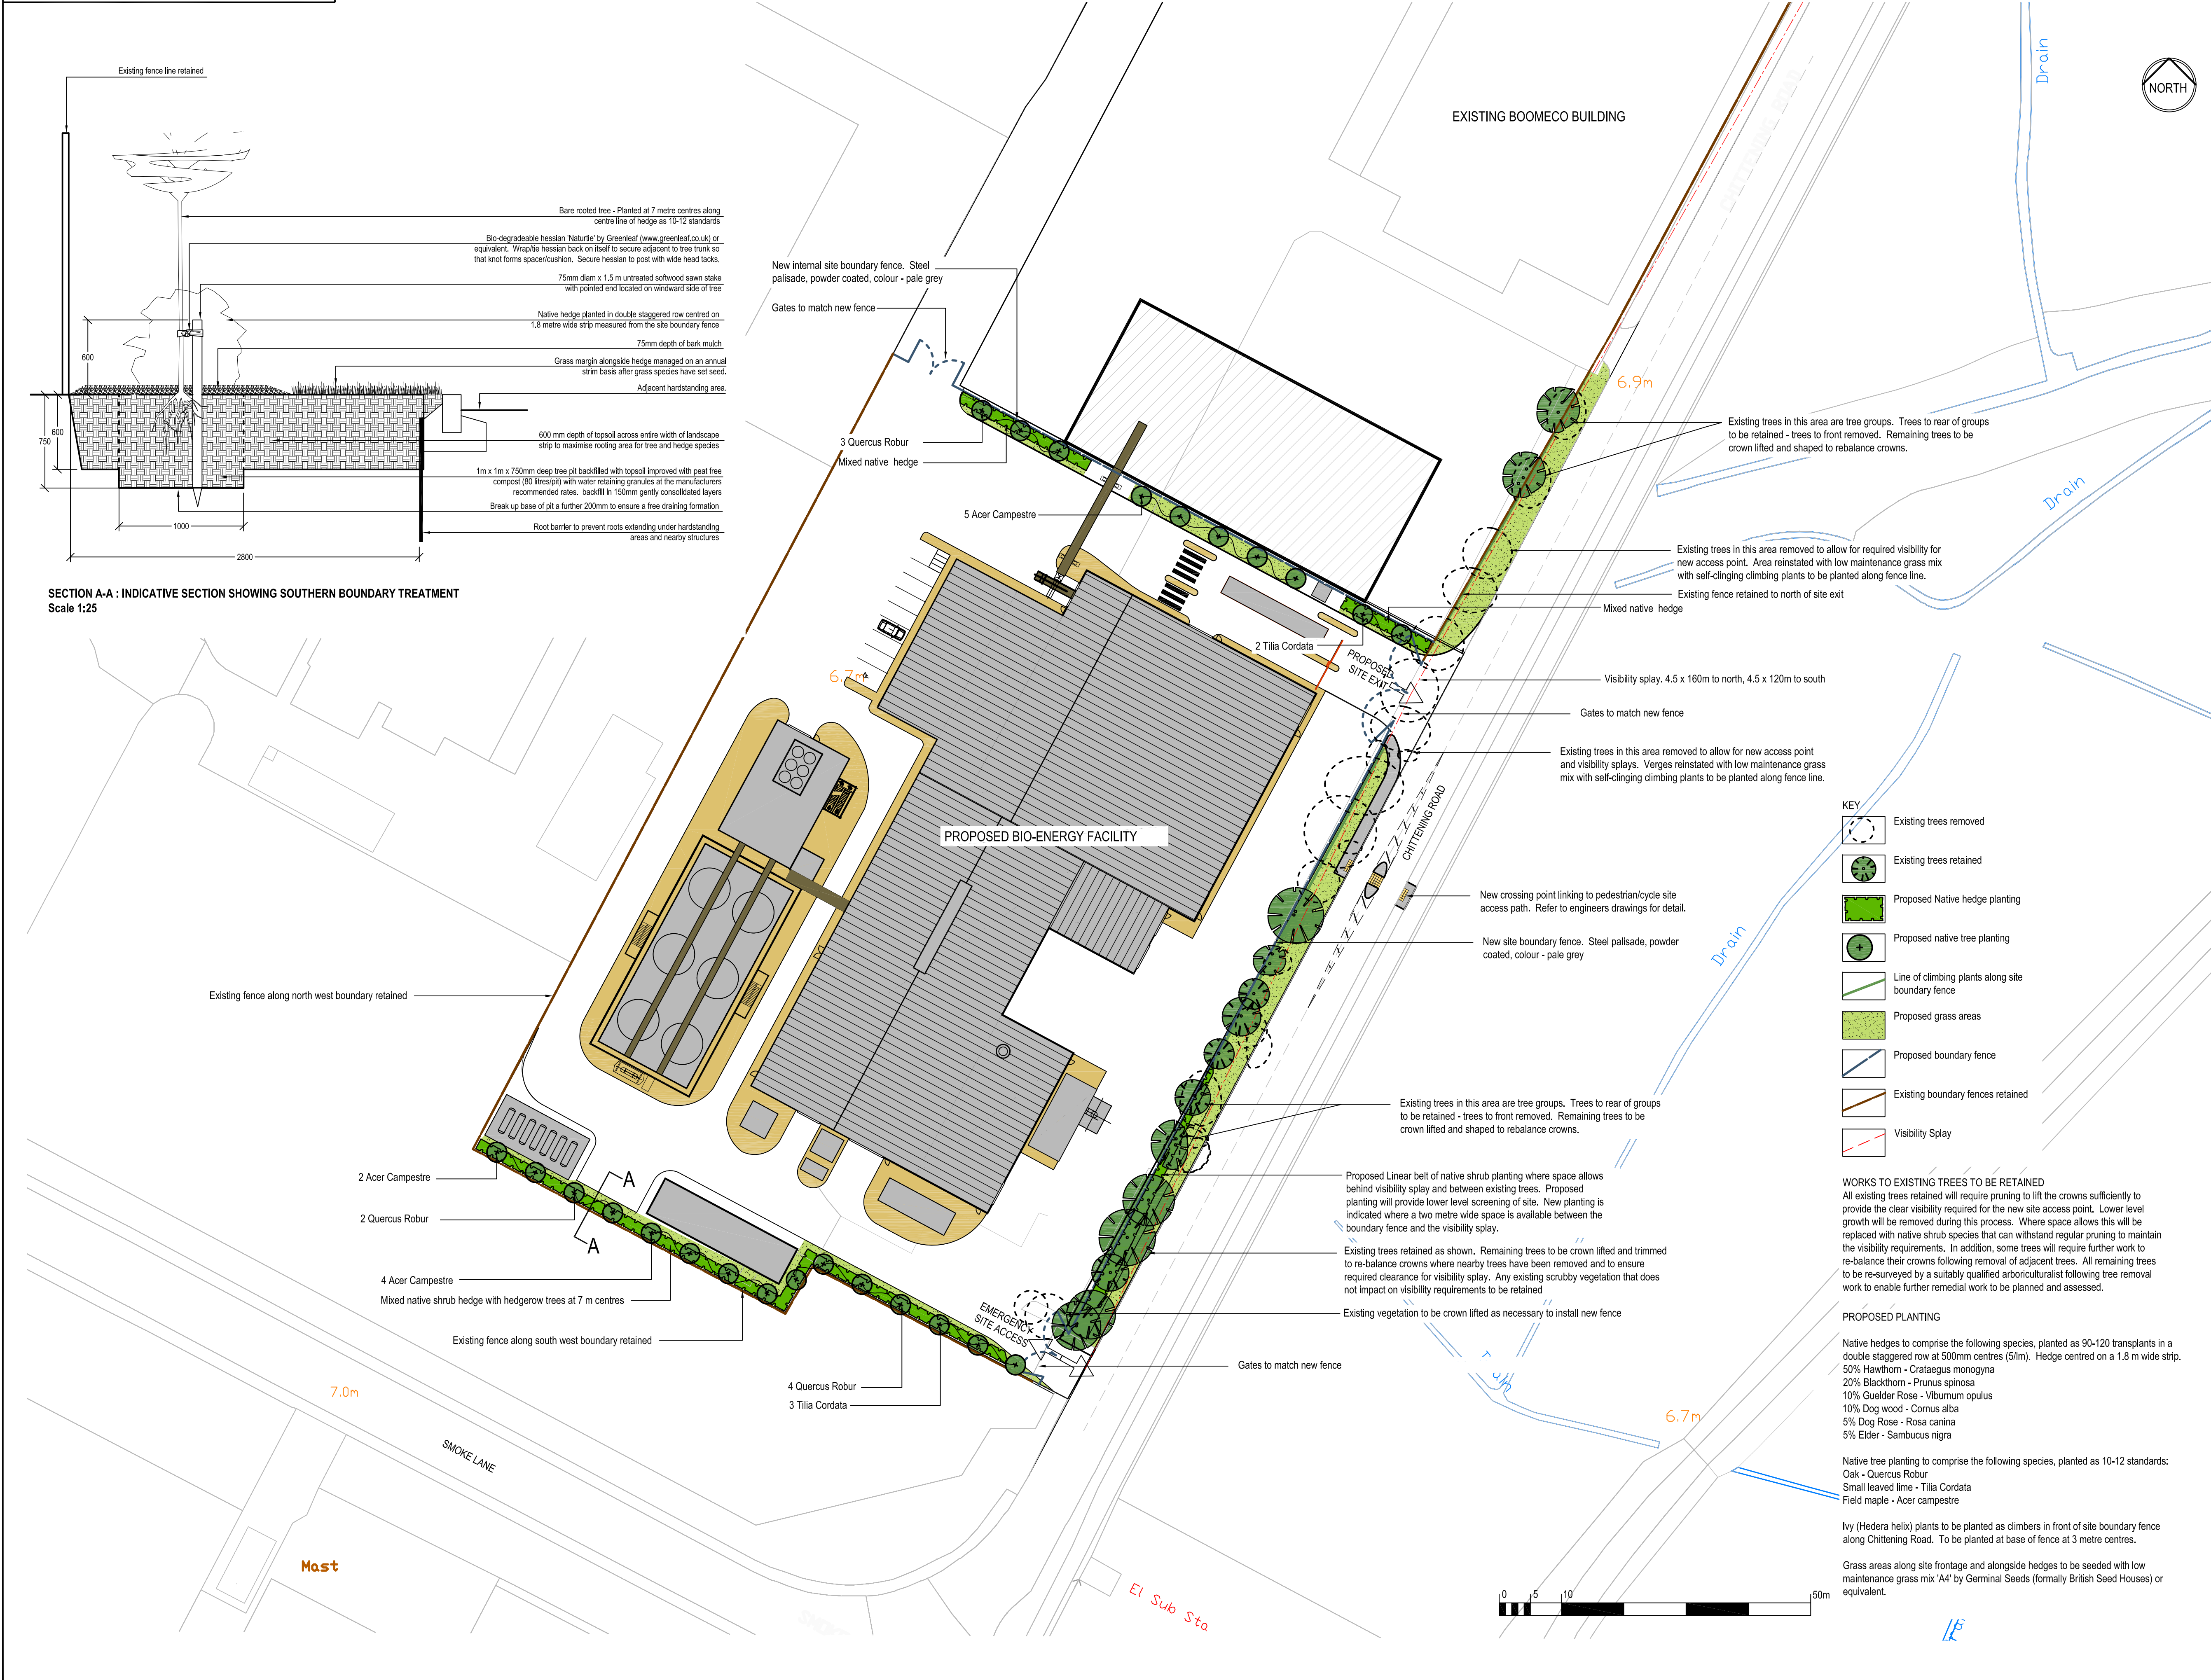 Existing fence line retained
Bare rooted tree - Planted at 7 metre centres along
centre line of hedge as 10-12 standards
Bio-degradeable hessian 'Naturtie' by Greenleaf (www.greenleaf.co.uk) or
equivalent. Wrap/tie hessian back on itself to secure adjacent to tree trunk so
that knot forms spacer/cushion. Secure hessian to post with wide head tacks.
75mm diam x 1.5 m untreated softwood sawn stake
with pointed end located on windward side of tree
Native hedge planted in double staggered row centred on
1.8 metre wide strip measured from the site boundary fence
75mm depth of bark mulch
Grass margin alongside hedge managed on an annual
strim basis after grass species have set seed.
Adjacent hardstanding area.
600 mm depth of topsoil across entire width of landscape
strip to maximise rooting area for tree and hedge species
1m x 1m x 750mm deep tree pit backfilled with topsoil improved with peat free
compost (80 litres/pit) with water retaining granules at the manufacturers
recommended rates. backfill in 150mm gently consolidated layers
Break up base of pit a further 200mm to ensure a free draining formation
Root barrier to prevent roots extending under hardstanding
areas and nearby structures
600
600
750
1000
2800
SECTION A-A : INDICATIVE SECTION SHOWING SOUTHERN BOUNDARY TREATMENT
Scale 1:25
EXISTING BOOMECO BUILDING
NORTH
Drain
Drain
Drain
CHITTENING ROAD
New internal site boundary fence. Steel
palisade, powder coated, colour - pale grey
Gates to match new fence
3 Quercus Robur
Mixed native hedge
5 Acer Campestre
2 Tilia Cordata
PROPOSED
SITE EXIT
6.9m
6.7m
Existing trees in this area are tree groups. Trees to rear of groups
to be retained - trees to front removed. Remaining trees to be
crown lifted and shaped to rebalance crowns.
Existing trees in this area removed to allow for required visibility for
new access point. Area reinstated with low maintenance grass mix
with self-clinging climbing plants to be planted along fence line.
Existing fence retained to north of site exit
Mixed native hedge
Visibility splay. 4.5 x 160m to north, 4.5 x 120m to south
Gates to match new fence
Existing trees in this area removed to allow for new access point
and visibility splays. Verges reinstated with low maintenance grass
mix with self-clinging climbing plants to be planted along fence line.
CHITTENING ROAD
PROPOSED BIO-ENERGY FACILITY
New crossing point linking to pedestrian/cycle site
access path. Refer to engineers drawings for detail.
New site boundary fence. Steel palisade, powder
coated, colour - pale grey
Existing fence along north west boundary retained
Existing trees in this area are tree groups. Trees to rear of groups
to be retained - trees to front removed. Remaining trees to be
crown lifted and shaped to rebalance crowns.
Proposed Linear belt of native shrub planting where space allows
behind visibility splay and between existing trees. Proposed
planting will provide lower level screening of site. New planting is
indicated where a two metre wide space is available between the
boundary fence and the visibility splay.
Existing trees retained as shown. Remaining trees to be crown lifted and trimmed
to re-balance crowns where nearby trees have been removed and to ensure
required clearance for visibility splay. Any existing scrubby vegetation that does
not impact on visibility requirements to be retained
Existing vegetation to be crown lifted as necessary to install new fence
Gates to match new fence
2 Acer Campestre
2 Quercus Robur
A
A
4 Acer Campestre
Mixed native shrub hedge with hedgerow trees at 7 m centres
Existing fence along south west boundary retained
4 Quercus Robur
3 Tilia Cordata
EMERGENCY
SITE ACCESS
7.0m
6.7m
SMOKE LANE
Mast
El Sub Sta
0 5 10 50m
KEY
Existing trees removed
Existing trees retained
Proposed Native hedge planting
Proposed native tree planting
Line of climbing plants along site
boundary fence
Proposed grass areas
Proposed boundary fence
Existing boundary fences retained
Visibility Splay
WORKS TO EXISTING TREES TO BE RETAINED
All existing trees retained will require pruning to lift the crowns sufficiently to
provide the clear visibility required for the new site access point. Lower level
growth will be removed during this process. Where space allows this will be
replaced with native shrub species that can withstand regular pruning to maintain
the visibility requirements. In addition, some trees will require further work to
re-balance their crowns following removal of adjacent trees. All remaining trees
to be re-surveyed by a suitably qualified arboriculturalist following tree removal
work to enable further remedial work to be planned and assessed.
PROPOSED PLANTING
Native hedges to comprise the following species, planted as 90-120 transplants in a
double staggered row at 500mm centres (5/lm). Hedge centred on a 1.8 m wide strip.
50% Hawthorn - Crataegus monogyna
20% Blackthorn - Prunus spinosa
10% Guelder Rose - Viburnum opulus
10% Dog wood - Cornus alba
5% Dog Rose - Rosa canina
5% Elder - Sambucus nigra
Native tree planting to comprise the following species, planted as 10-12 standards:
Oak - Quercus Robur
Small leaved lime - Tilia Cordata
Field maple - Acer campestre
Ivy (Hedera helix) plants to be planted as climbers in front of site boundary fence
along Chittening Road. To be planted at base of fence at 3 metre centres.
Grass areas along site frontage and alongside hedges to be seeded with low
maintenance grass mix 'A4' by Germinal Seeds (formally British Seed Houses) or
equivalent.